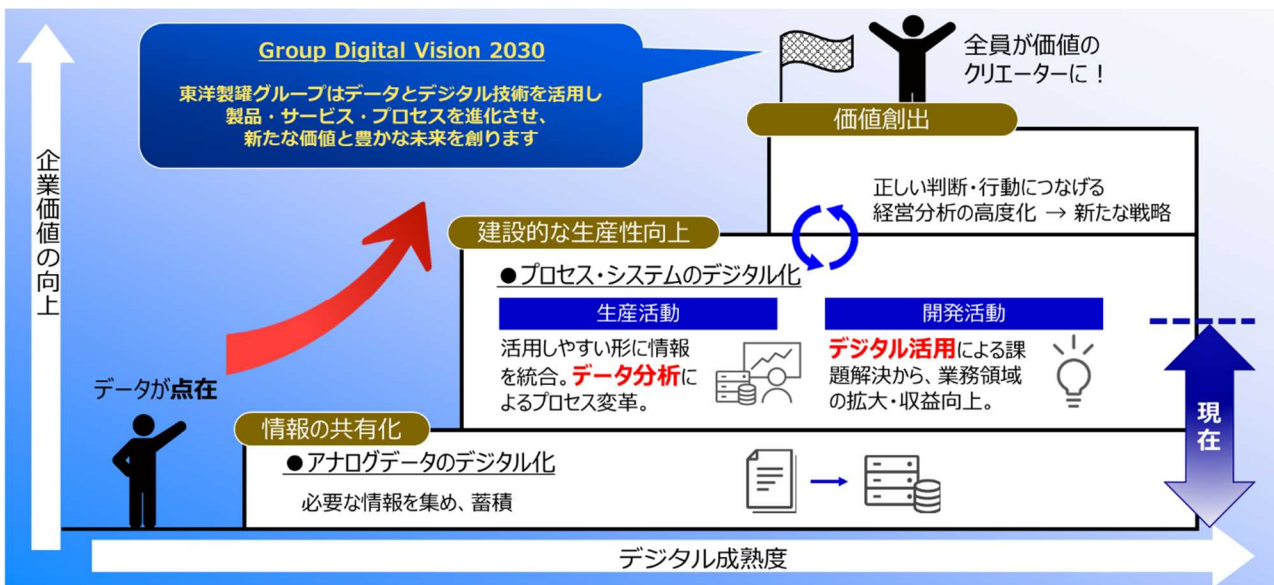 Group Digital Vision 2030
東洋製罐グループはデータとデジタル技術を活用し
製品・サービス・プロセスを進化させ、
新たな価値と豊かな未来を創ります
全員が価値の
クリエーターに！
価値創出
正しい判断・行動につなげる
経営分析の高度化 → 新たな戦略
建設的な生産性向上
●プロセス・システムのデジタル化
生産活動
活用しやすい形に情報
を統合。データ分析に
よるプロセス変革。
開発活動
デジタル活用による課
題解決から、業務領域
の拡大・収益向上。
データが点在
情報の共有化
●アナログデータのデジタル化
必要な情報を集め、蓄積
現在
企業価値の向上
デジタル成熟度